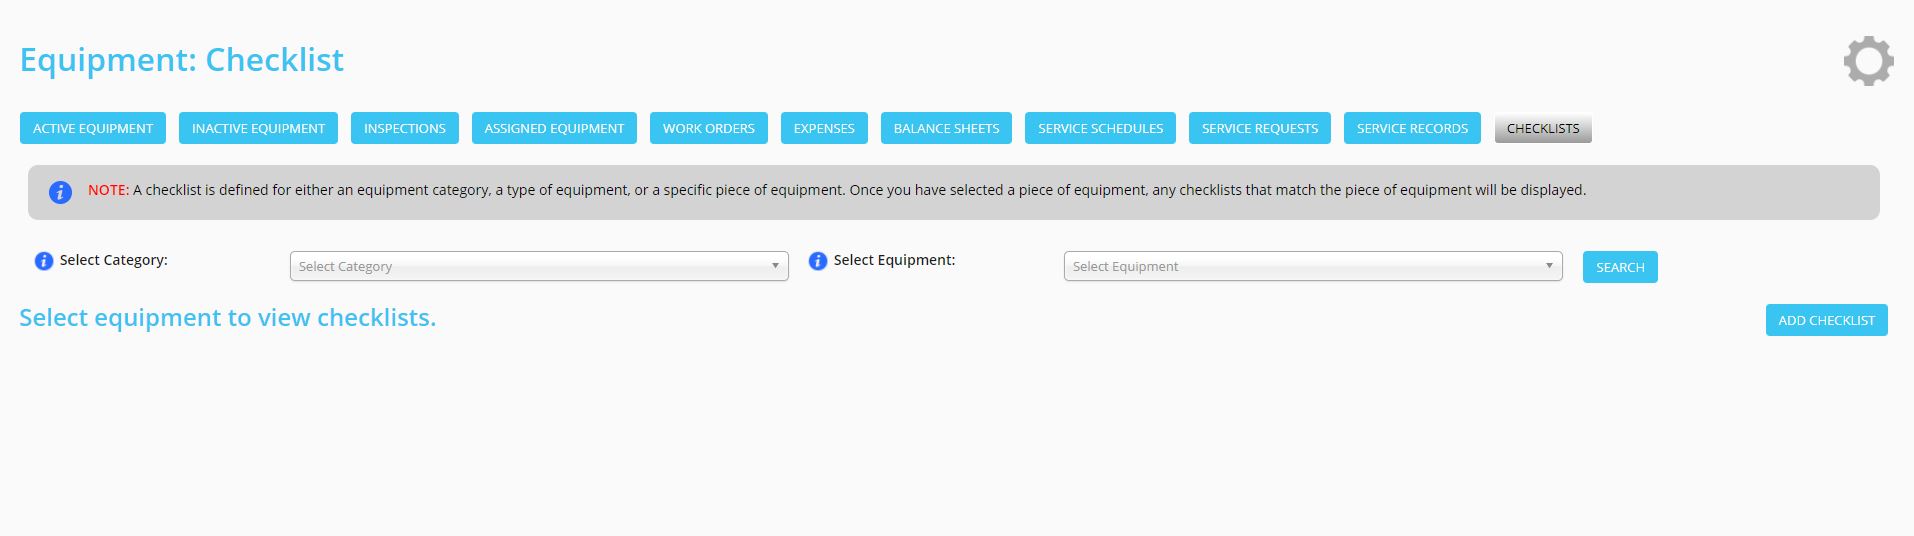 Equipment: Checklist
ACTIVE EQUIPMENT INACTIVE EQUIPMENT INSPECTIONS ASSIGNED EQUIPMENT WORK ORDERS EXPENSES BALANCE SHEETS SERVICE SCHEDULES SERVICE REQUESTS SERVICE RECORDS CHECKLISTS
NOTE: A checklist is defined for either an equipment category, a type of equipment, or a specific piece of equipment. Once you have selected a piece of equipment, any checklists that match the piece of equipment will be displayed.
Select Category: Select Category Select Equipment: Select Equipment SEARCH
Select equipment to view checklists. ADD CHECKLIST